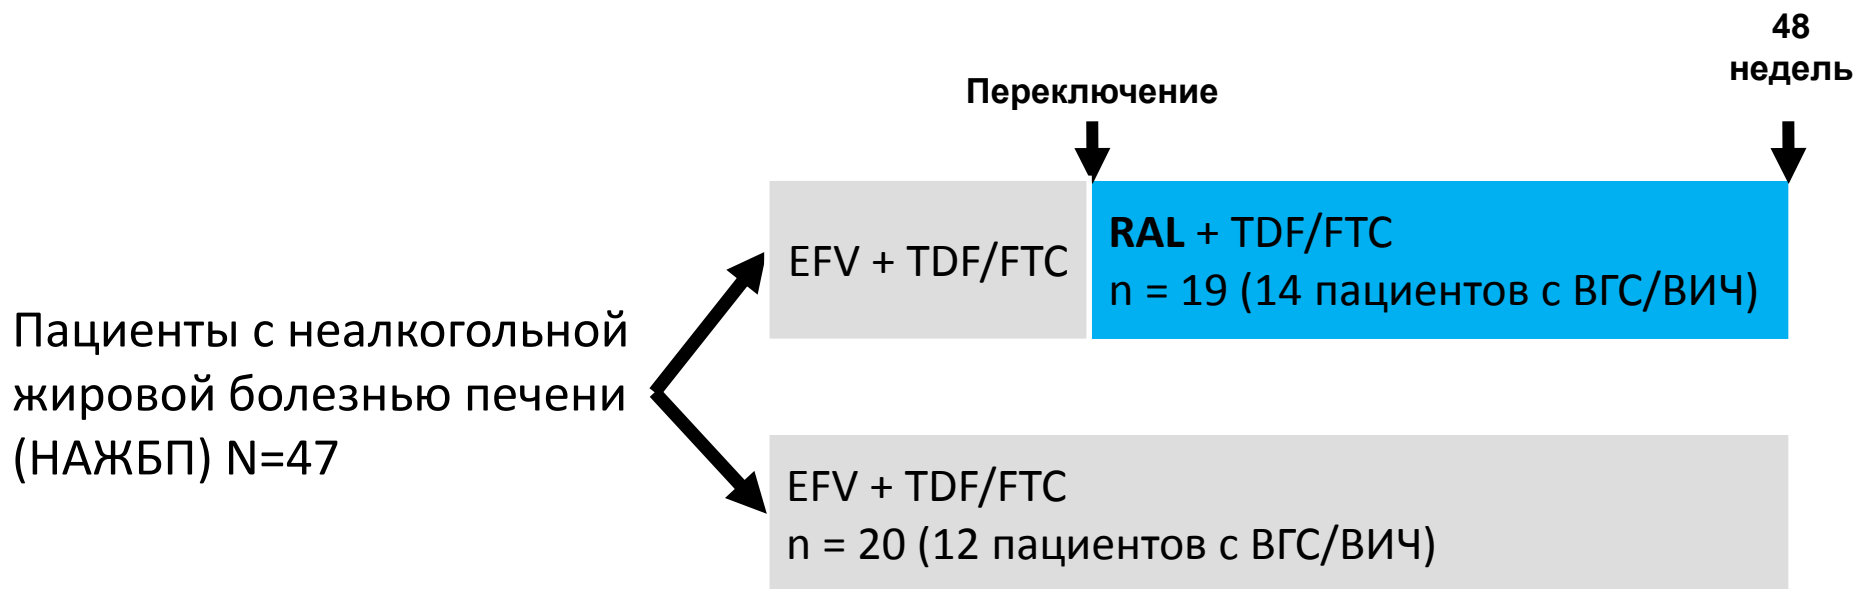 48
недель
Переключение
EFV + TDF/FTC
RAL + TDF/FTC
n = 19 (14 пациентов с ВГС/ВИЧ)
Пациенты с неалкогольной
жировой болезнью печени
(НАЖБП) N=47
EFV + TDF/FTC
n = 20 (12 пациентов с ВГС/ВИЧ)